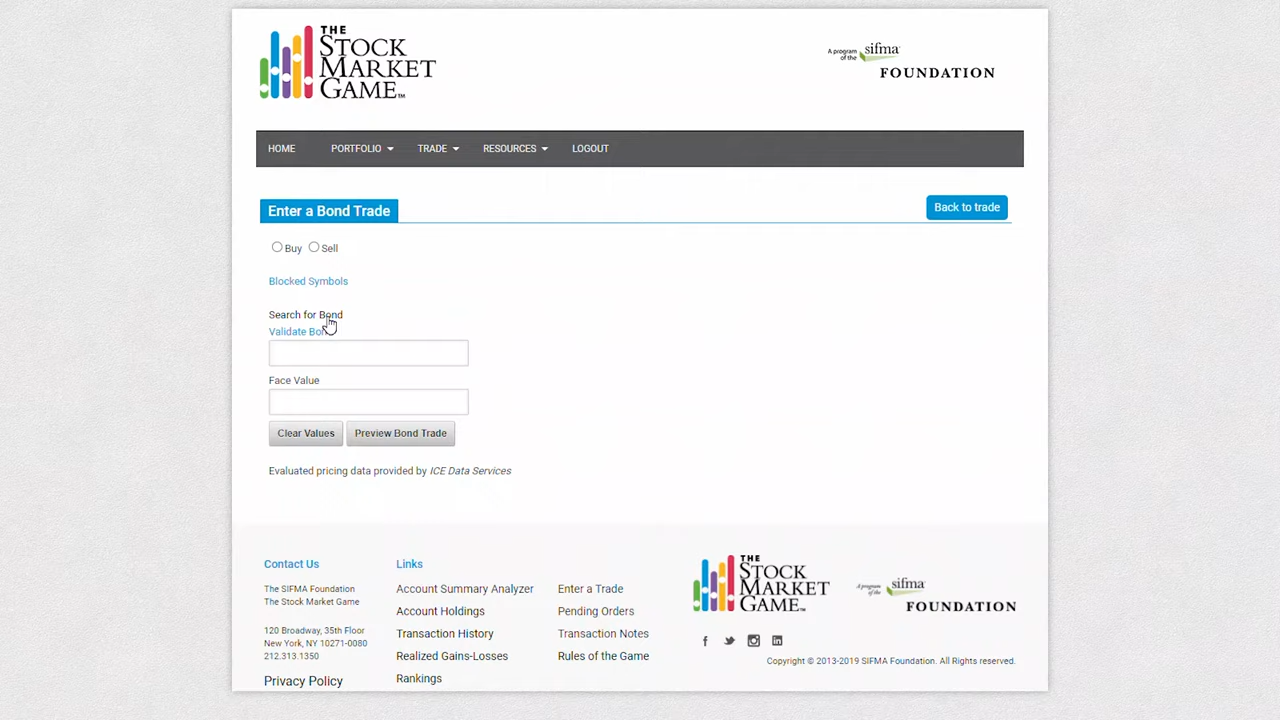 THE
STOCK
MARKET
GAME™
A program of the sifma
FOUNDATION
HOME PORTFOLIO TRADE RESOURCES LOGOUT
Enter a Bond Trade
Back to trade
Buy Sell
Blocked Symbols
Search for Bond
Validate
Face Value
Clear Values Preview Bond Trade
Evaluated pricing data provided by ICE Data Services
Contact Us
The SIFMA Foundation
The Stock Market Game
120 Broadway, 35th Floor
New York, NY 10271-0080
212.313.1350
Privacy Policy
Links
Account Summary Analyzer
Account Holdings
Transaction History
Realized Gains-Losses
Rankings
Enter a Trade
Pending Orders
Transaction Notes
Rules of the Game
THE
STOCK
MARKET
GAME™
A program of the sifma
FOUNDATION
Copyright © 2013-2019 SIFMA Foundation. All Rights reserved.